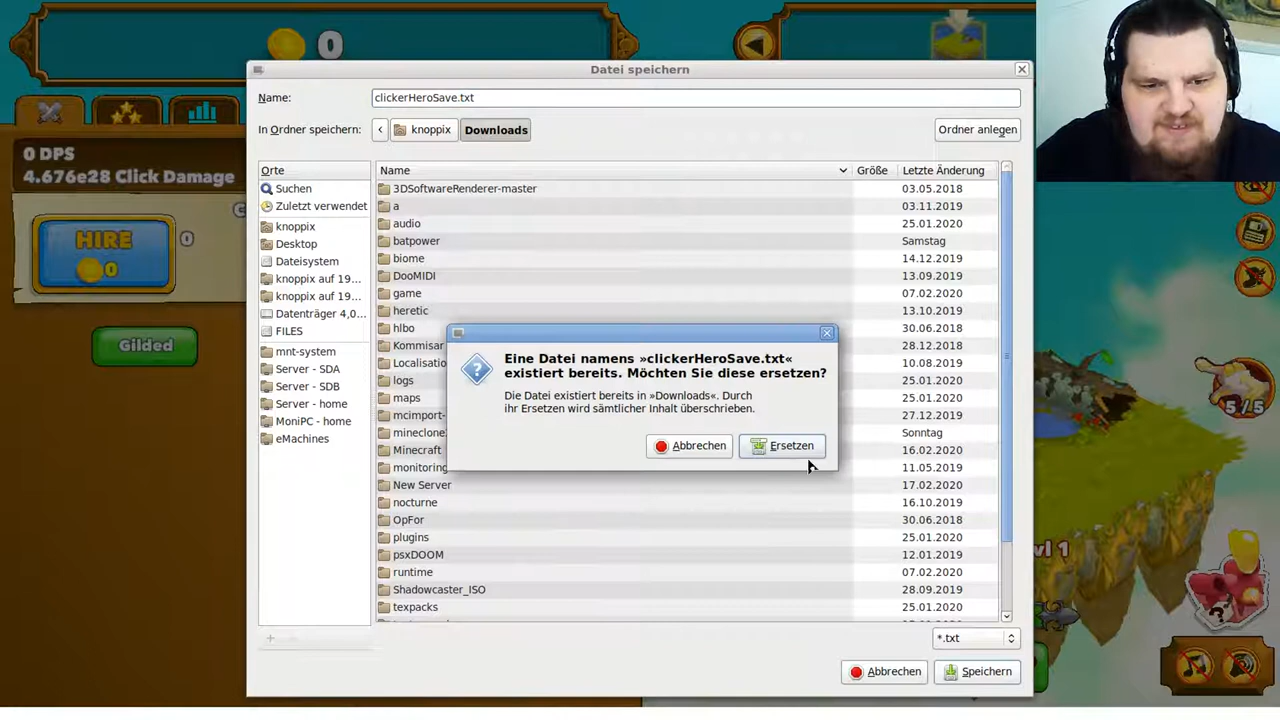 0
Datei speichern
Name:
clickerHeroSave.txt
In Ordner speichern:
knoppix
Downloads
Ordner anlegen
0 DPS
4.676e28 Click Damage
HIRE
0
0
Gilded
Orte
Suchen
Zuletzt verwendet
knoppix
Desktop
Dateisystem
knoppix auf 19...
knoppix auf 19...
Datenträger 4,0...
FILES
mnt-system
Server - SDA
Server - SDB
Server - home
MoniPC - home
eMachines
Name Größe Letzte Änderung
3DSoftwareRenderer-master 03.05.2018
a 03.11.2019
audio 25.01.2020
batpower Samstag
biome 14.12.2019
DooMIDI 13.09.2019
game 07.02.2020
heretic 13.10.2019
hlbo 30.06.2018
Kommisar 28.12.2018
Localisatio 10.08.2019
logs 25.01.2020
maps 25.01.2020
mcimport- 27.12.2019
mineclone Sonntag
Minecraft 16.02.2020
monitoring 11.05.2019
New Server 17.02.2020
nocturne 16.10.2019
OpFor 30.06.2018
plugins 25.01.2020
psxDOOM 12.01.2019
runtime 07.02.2020
Shadowcaster_ISO 28.09.2019
texpacks 25.01.2020
Eine Datei namens »clickerHeroSave.txt«
existiert bereits. Möchten Sie diese ersetzen?
Die Datei existiert bereits in »Downloads«. Durch
ihr Ersetzen wird sämtlicher Inhalt überschrieben.
Abbrechen
Ersetzen
*.txt
Abbrechen
Speichern
5/5
vl 1